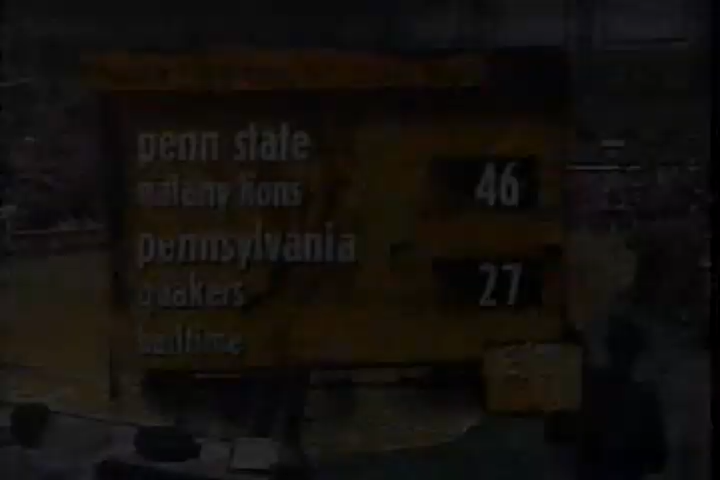 penn state
nittany lions
46
pennsylvania
quakers
27
halftime